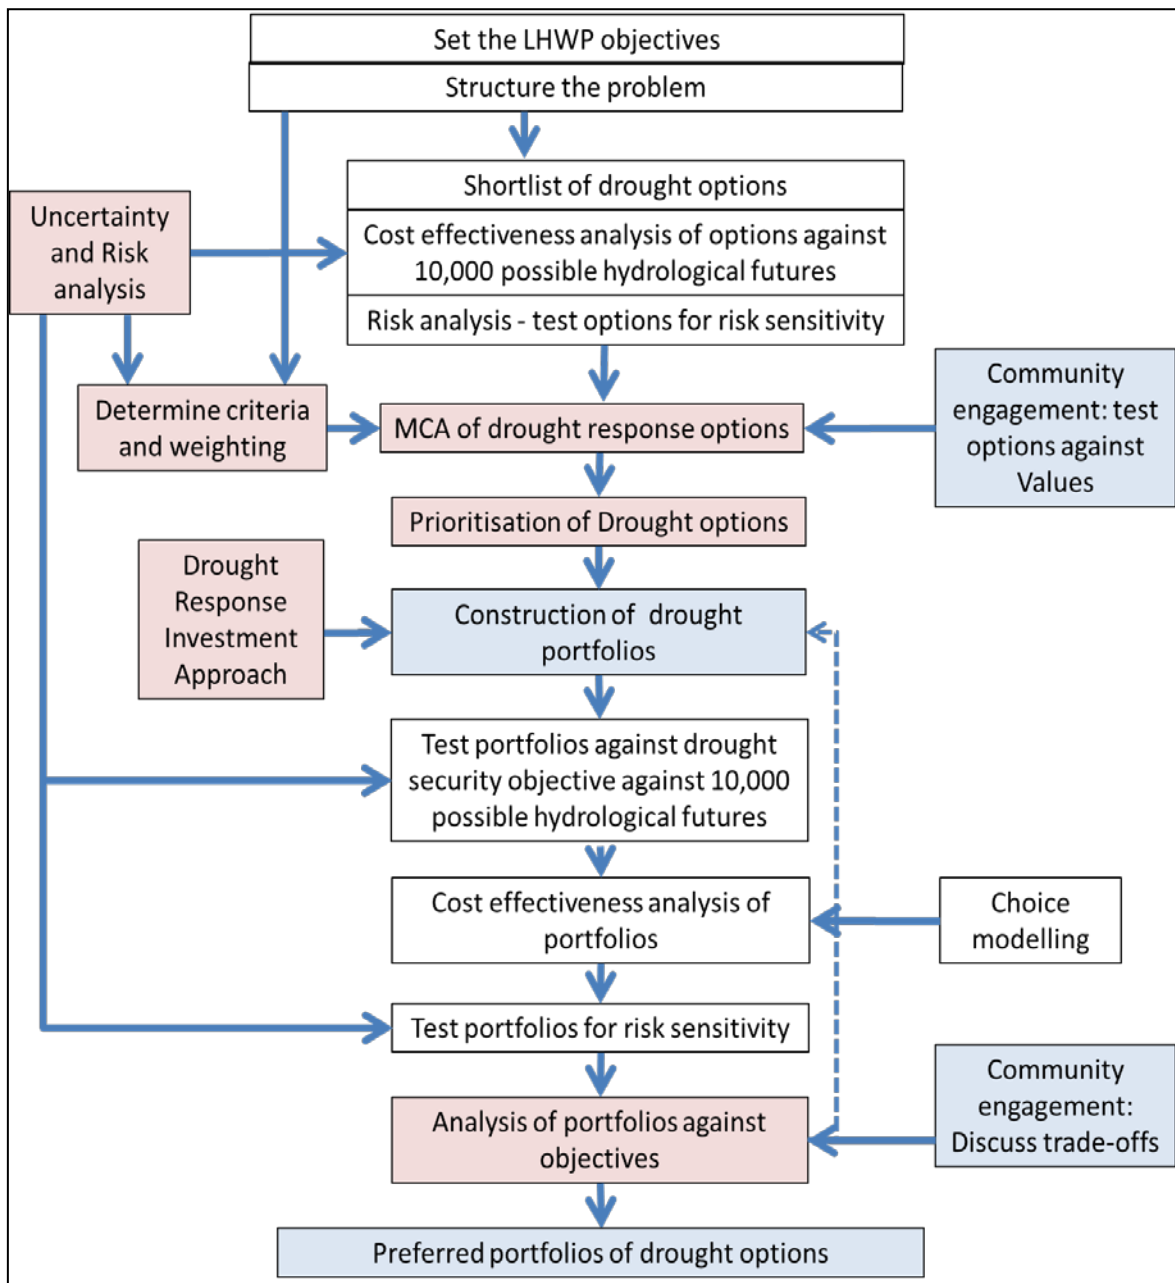 Set the LHWP objectives
Structure the problem
Shortlist of drought options
Cost effectiveness analysis of options against
10,000 possible hydrological futures
Risk analysis - test options for risk sensitivity
Uncertainty
and Risk
analysis
Determine criteria
and weighting
MCA of drought response options
Community
engagement: test
options against
Values
Prioritisation of Drought options
Drought
Response
Investment
Approach
Construction of drought
portfolios
Test portfolios against drought
security objective against 10,000
possible hydrological futures
Cost effectiveness analysis of
portfolios
Choice
modelling
Test portfolios for risk sensitivity
Analysis of portfolios against
objectives
Community
engagement:
Discuss trade-offs
Preferred portfolios of drought options